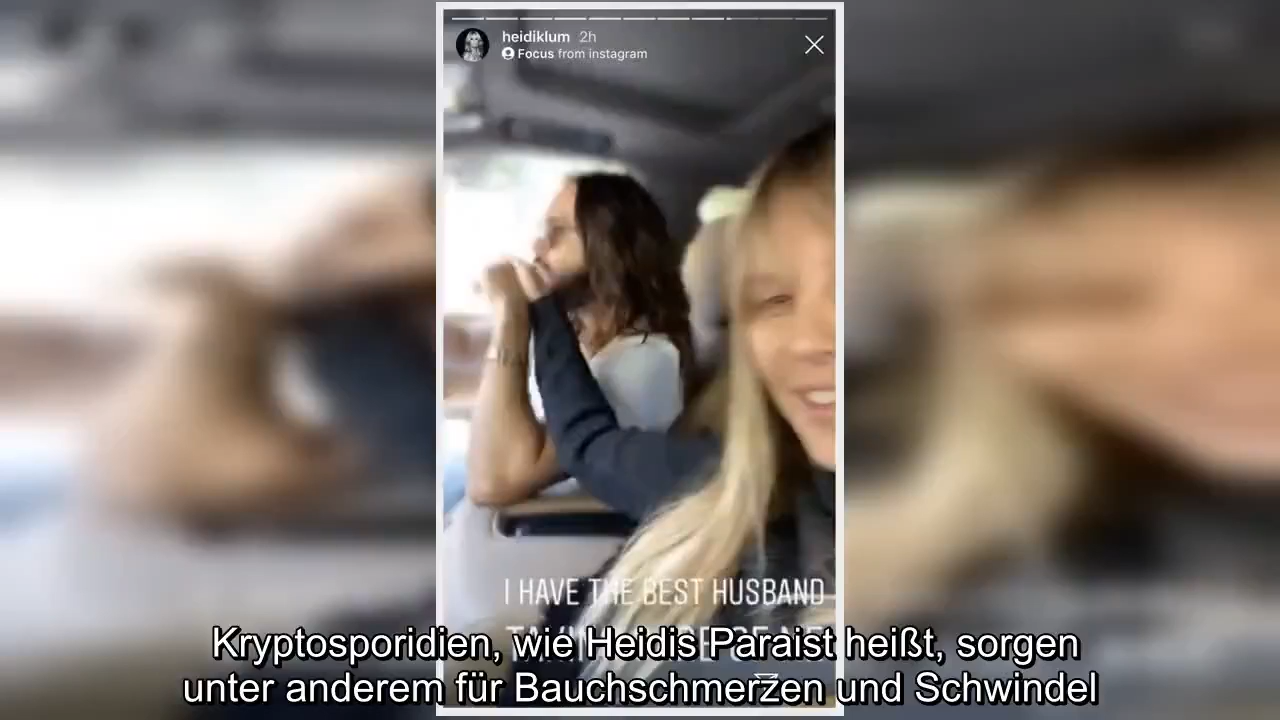 heidiklum 2h
Focus from instagram
I HAVE THE BEST HUSBAND
Kryptosporidien, wie Heidis Paraist heißt, sorgen
unter anderem für Bauchschmerzen und Schwindel